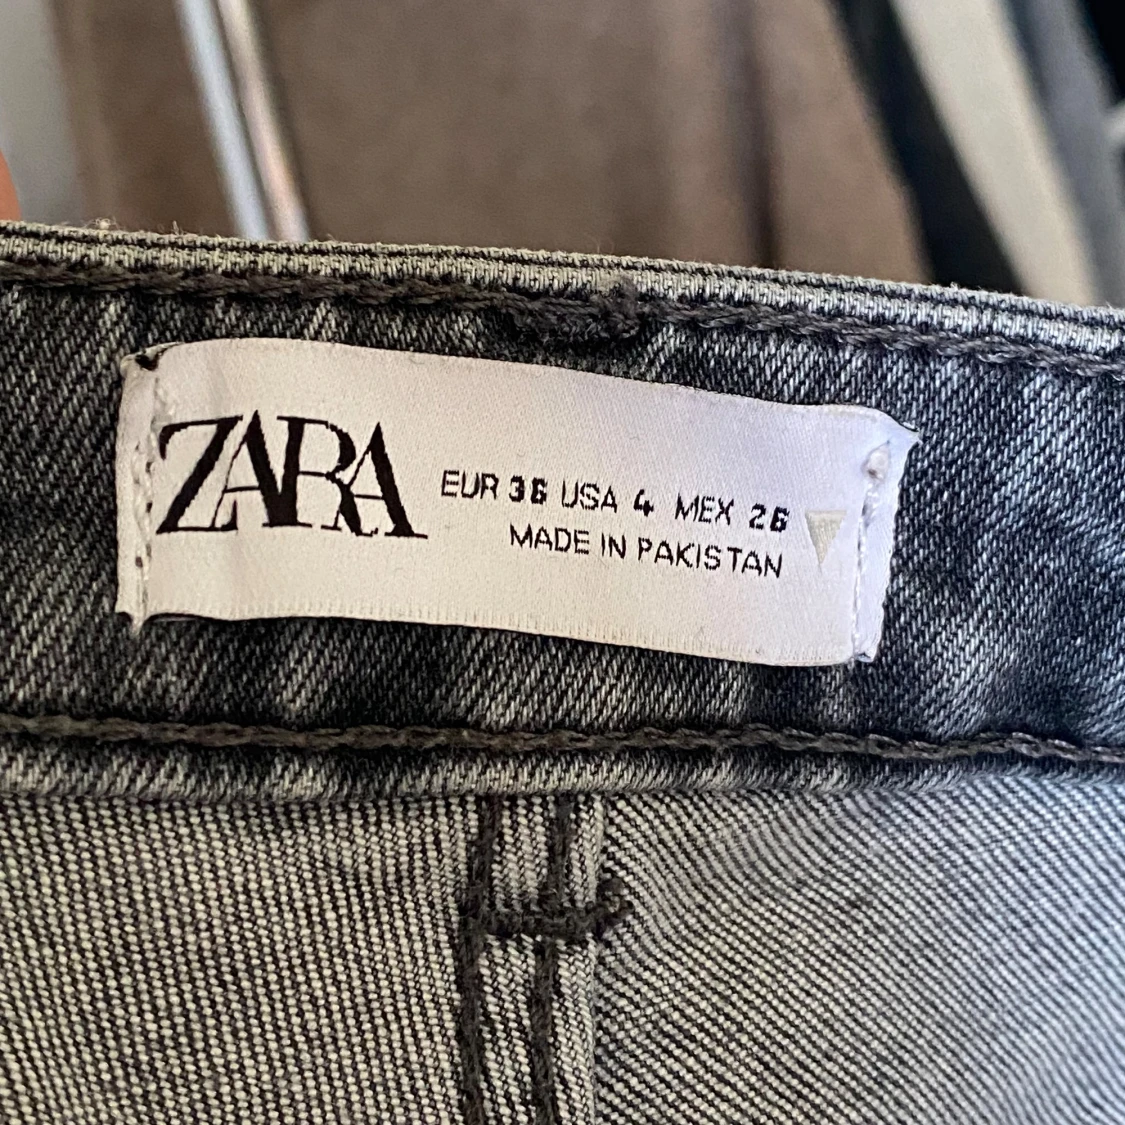 ZARA
EUR 36 USA 4 MEX 26
MADE IN PAKISTAN